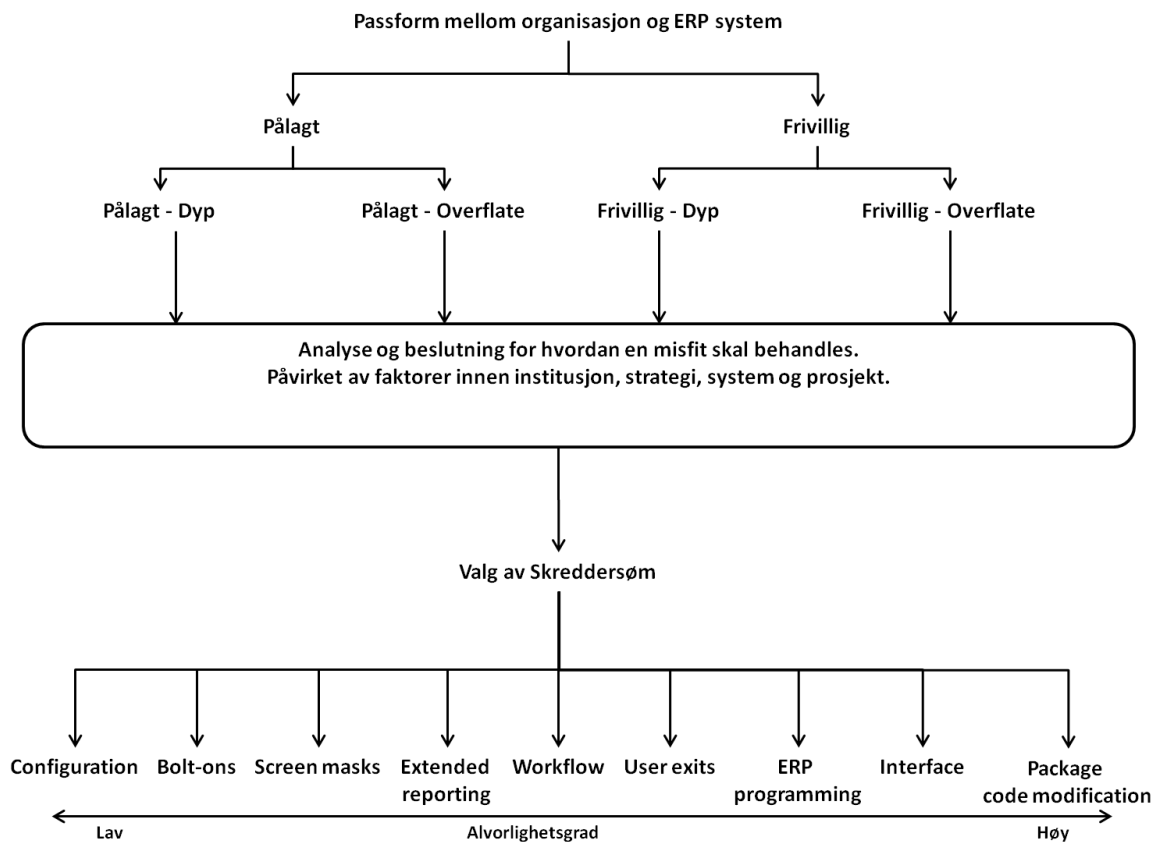 Passform mellom organisasjon og ERP system
Pålagt
Frivillig
Pålagt - Dyp
Pålagt - Overflate
Frivillig - Dyp
Frivillig - Overflate
Analyse og beslutning for hvordan en misfit skal behandles.
Påvirket av faktorer innen institusjon, strategi, system og prosjekt.
Valg av Skreddersøm
Configuration
Bolt-ons
Screen masks
Extended
reporting
Workflow
User exits
ERP
programming
Interface
Package
code modification
Lav
Alvorlighetsgrad
Høy